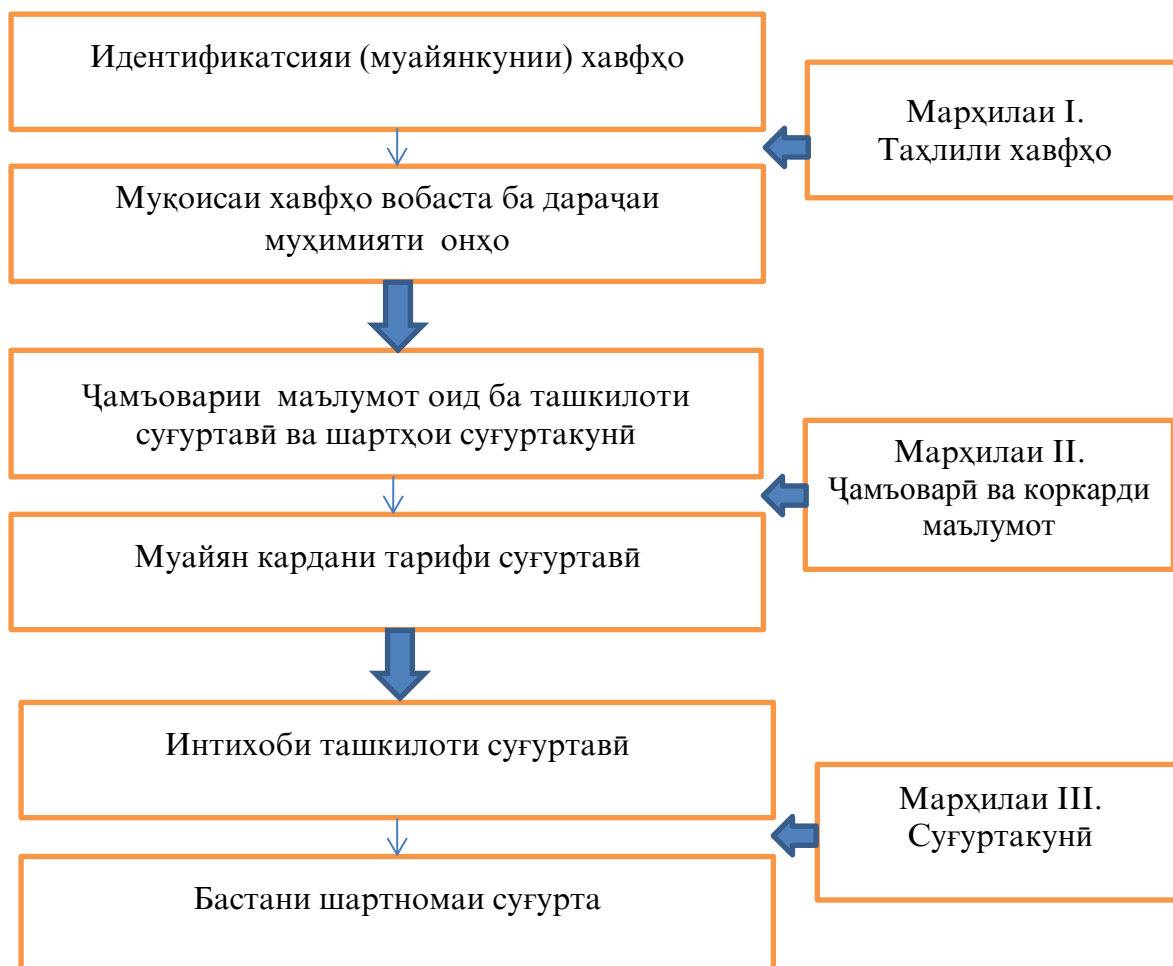 Идентификатсияи (муайянкунии) хавфҳо
Марҳилаи I.
Таҳлили хавфҳо
Муқоисаи хавфҳо вобаста ба дараҷаи
муҳимияти онҳо
Ҷамъоварии маълумот оид ба ташкилоти
суғуртавӣ ва шартҳои суғуртакунӣ
Марҳилаи II.
Ҷамъоварӣ ва коркарди
маълумот
Муайян кардани тарифи суғуртавӣ
Интихоби ташкилоти суғуртавӣ
Марҳилаи III.
Суғуртакунӣ
Бастани шартномаи суғурта